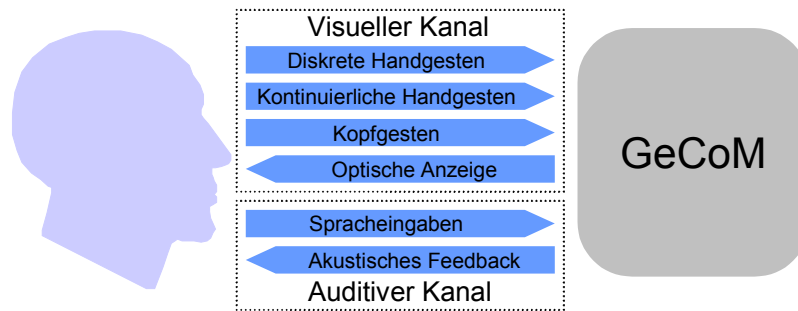 Visueller Kanal
Diskrete Handgesten
Kontinuierliche Handgesten
Kopfgesten
Optische Anzeige
GeCoM
Spracheingaben
Akustisches Feedback
Auditiver Kanal